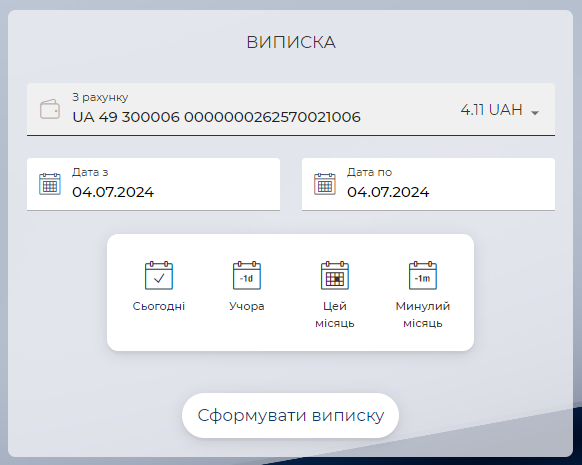 ВИПИСКА
З рахунку
UA 49 300006 0000000262570021006
4.11 UAH
Дата з
04.07.2024
Дата по
04.07.2024
-1d
-1m
Сьогодні
Учора
Цей
місяць
Минулий
місяць
Сформувати виписку